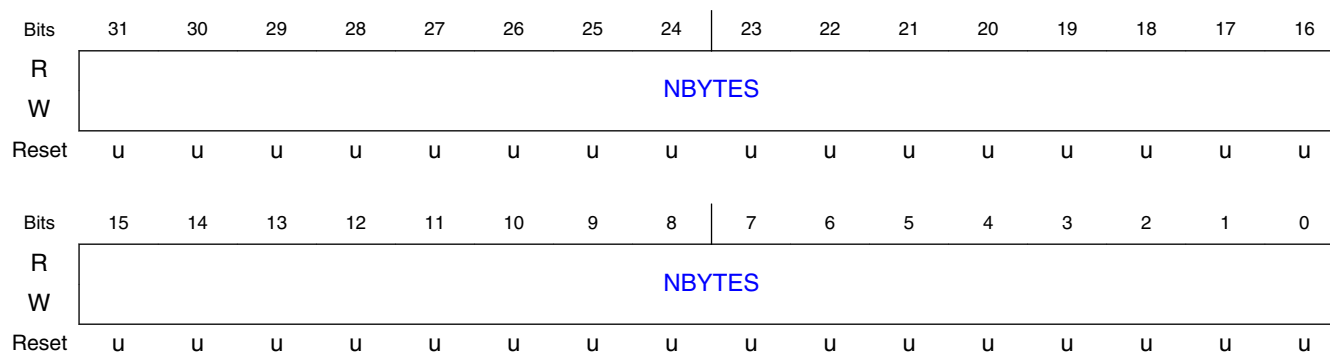 Bits 31 30 29 28 27 26 25 24 23 22 21 20 19 18 17 16
R
NBYTES
W
Reset u u u u u u u u u u u u u u u u
Bits 15 14 13 12 11 10 9 8 7 6 5 4 3 2 1 0
R
NBYTES
W
Reset u u u u u u u u u u u u u u u u